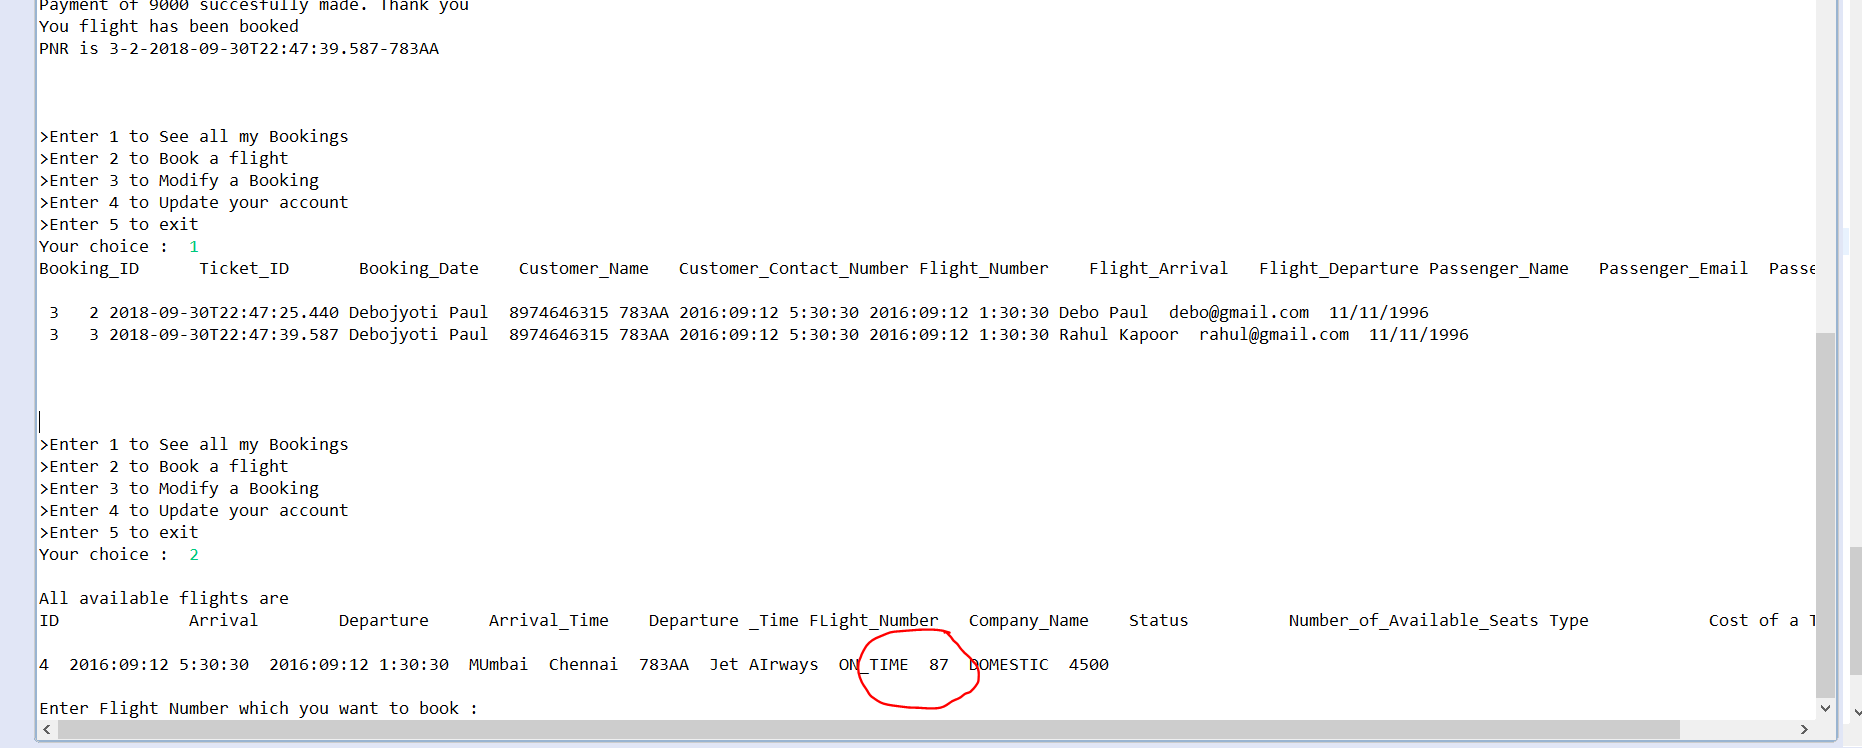 Payment of 9000 succesfully made. Thank you
You flight has been booked
PNR is 3-2-2018-09-30T22:47:39.587-783AA
>Enter 1 to See all my Bookings
>Enter 2 to Book a flight
>Enter 3 to Modify a Booking
>Enter 4 to Update your account
>Enter 5 to exit
Your choice :  1
Booking_ID      Ticket_ID       Booking_Date    Customer_Name   Customer_Contact_Number Flight_Number    Flight_Arrival   Flight_Departure Passenger_Name   Passenger_Email  Passe
3   2 2018-09-30T22:47:25.440 Debojyoti Paul  8974646315 783AA 2016:09:12 5:30:30 2016:09:12 1:30:30 Debo Paul  debo@gmail.com  11/11/1996
3   3 2018-09-30T22:47:39.587 Debojyoti Paul  8974646315 783AA 2016:09:12 5:30:30 2016:09:12 1:30:30 Rahul Kapoor  rahul@gmail.com  11/11/1996
>Enter 1 to See all my Bookings
>Enter 2 to Book a flight
>Enter 3 to Modify a Booking
>Enter 4 to Update your account
>Enter 5 to exit
Your choice :  2
All available flights are
ID             Arrival        Departure      Arrival_Time    Departure _Time FLight_Number   Company_Name    Status          Number_of_Available_Seats Type            Cost of a T
4  2016:09:12 5:30:30  2016:09:12 1:30:30  MUmbai  Chennai  783AA  Jet AIrways  ON_TIME  87  DOMESTIC  4500
Enter Flight Number which you want to book :